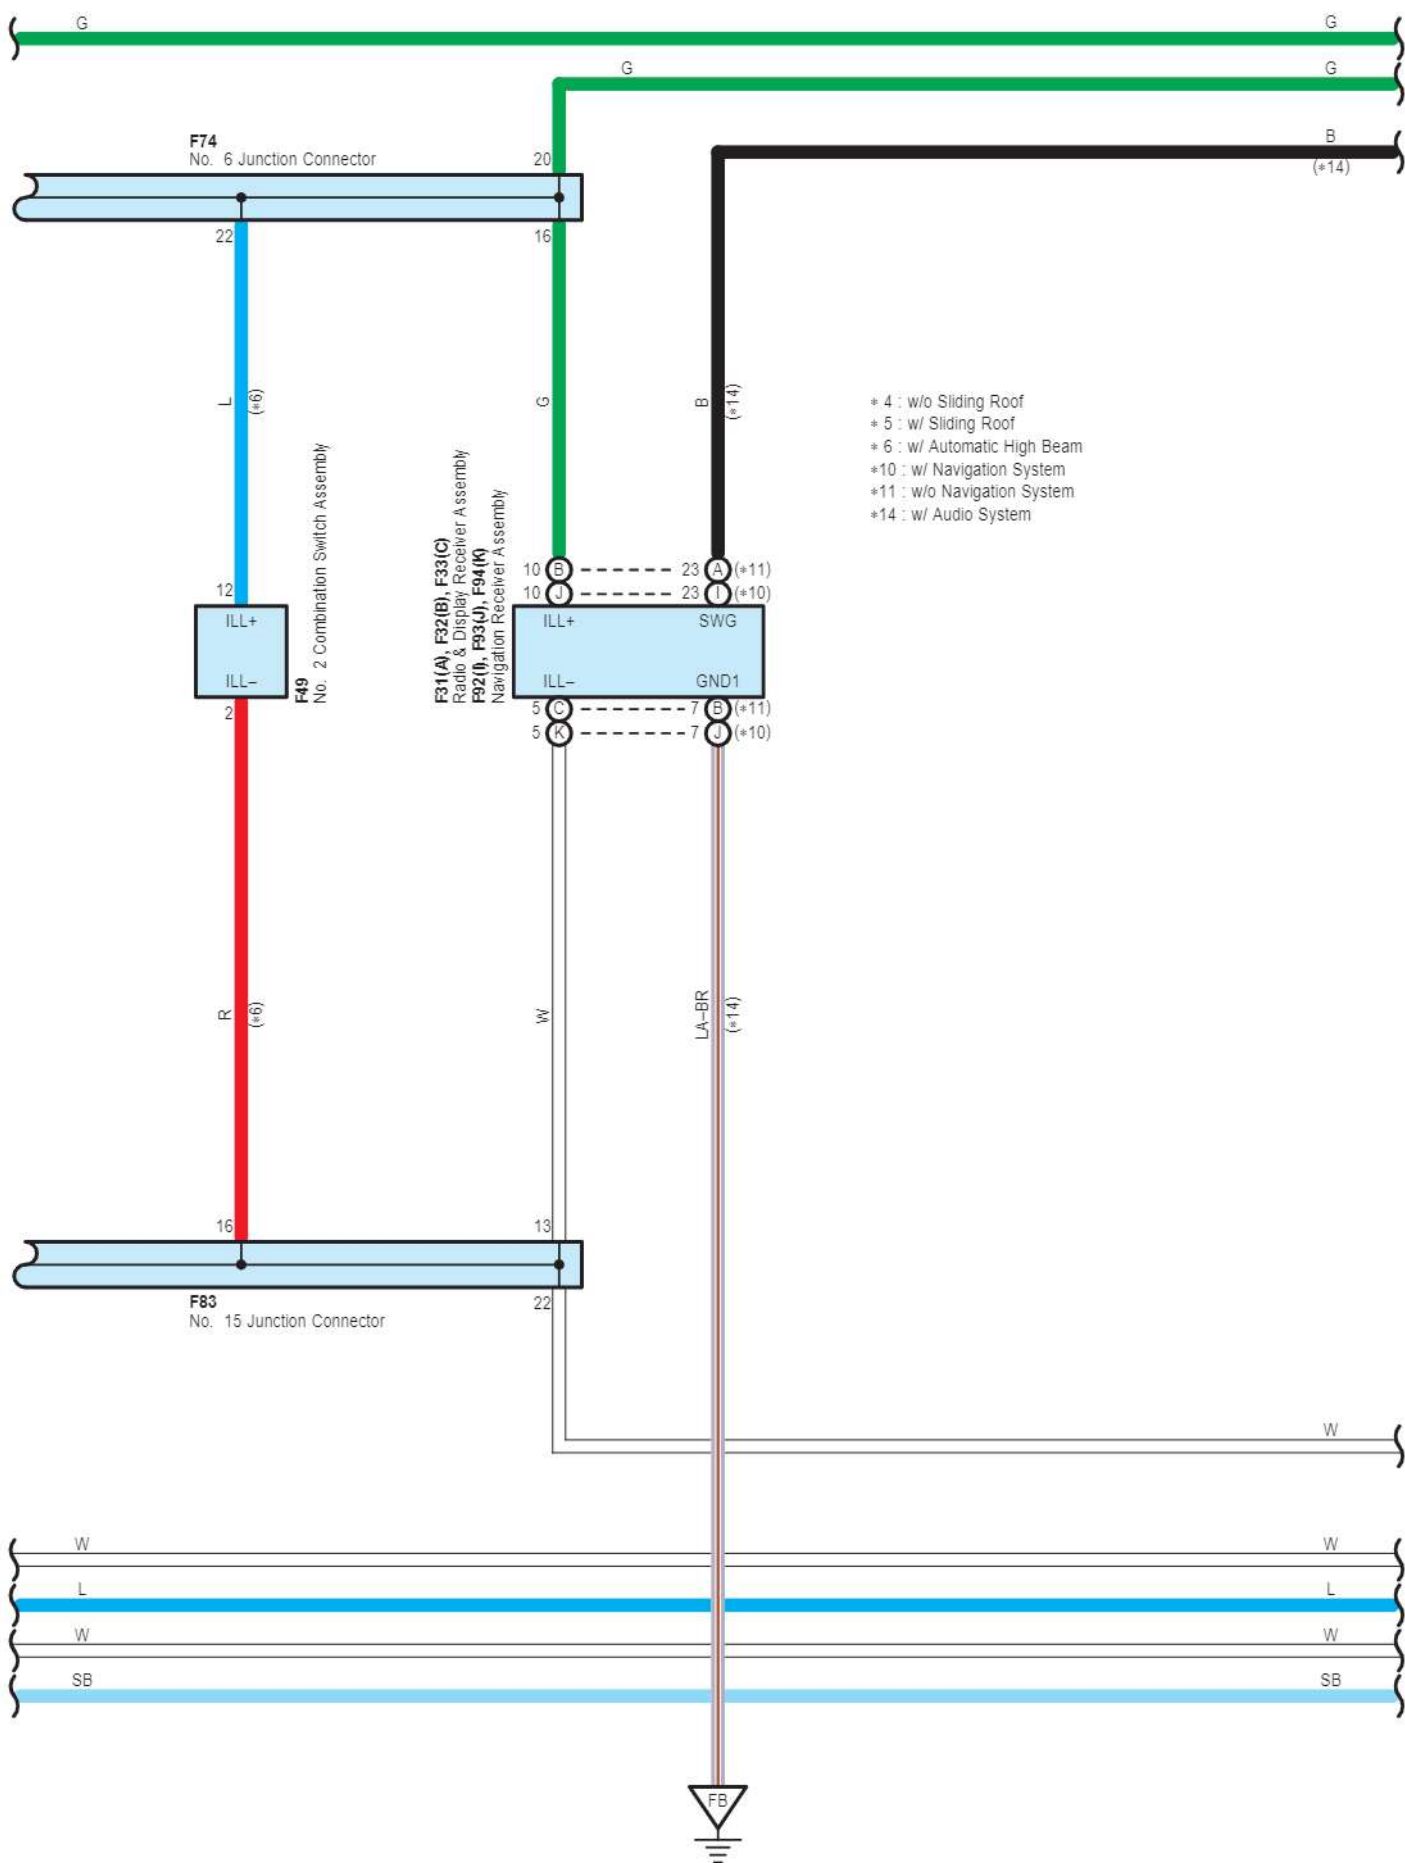 G
G
G
G
B
(*14)
F74
No. 6 Junction Connector
20
22
16
L
(*6)
G
B
(*14)
* 4 : w/o Sliding Roof
* 5 : w/ Sliding Roof
* 6 : w/ Automatic High Beam
*10 : w/ Navigation System
*11 : w/o Navigation System
*14 : w/ Audio System
F31(A), F32(B), F33(C)
Radio & Display Receiver Assembly
F92(I), F93(J), F94(K)
Navigation Receiver Assembly
F49
No. 2 Combination Switch Assembly
10 B 23 A (*11)
10 J 23 I (*10)
12
ILL+
ILL+ SWG
ILL–
ILL– GND1
2
5 C 7 B (*11)
5 K 7 J (*10)
R
(*6)
W
LA–BR
(*14)
16
13
F83
No. 15 Junction Connector
22
W
W
W
L
L
W
W
SB
SB
FB